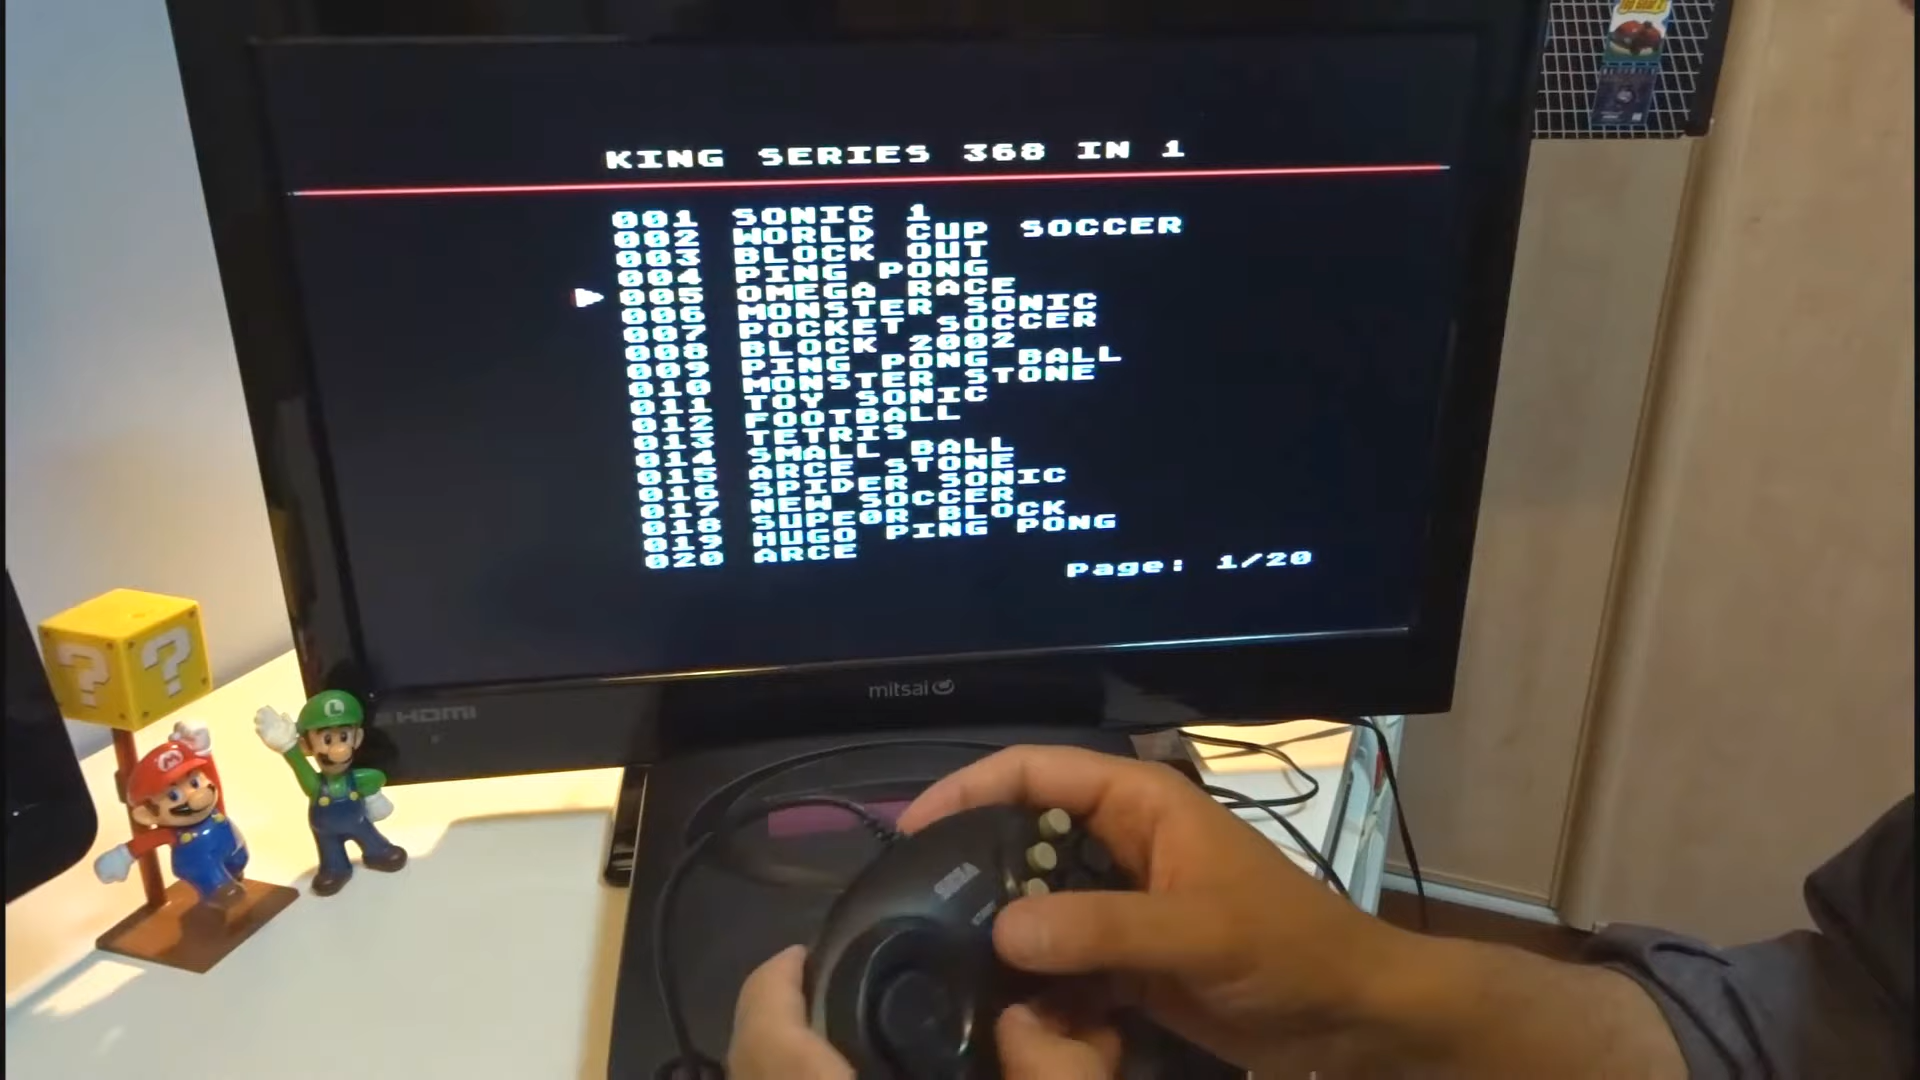 KING SERIES 368 IN 1
001 SONIC 1
002 WORLD CUP SOCCER
003 BLOCK OUT
004 PING PONG
005 OMEGA RACE
006 MONSTER SONIC
007 POCKET SOCCER
008 BLOCK 2002
009 PING PONG BALL
010 MONSTER STONE
011 TOY SONIC
012 FOOTBALL
013 TETRIS
014 SMALL BALL
015 ARCE STONE
016 SPIDER SONIC
017 NEW SOCCER
018 SUPE0R BLOCK
019 HUGO PING PONG
020 ARCE
Page: 1/20
mitsai
HDMI
? ?
L
M
SEGA
START